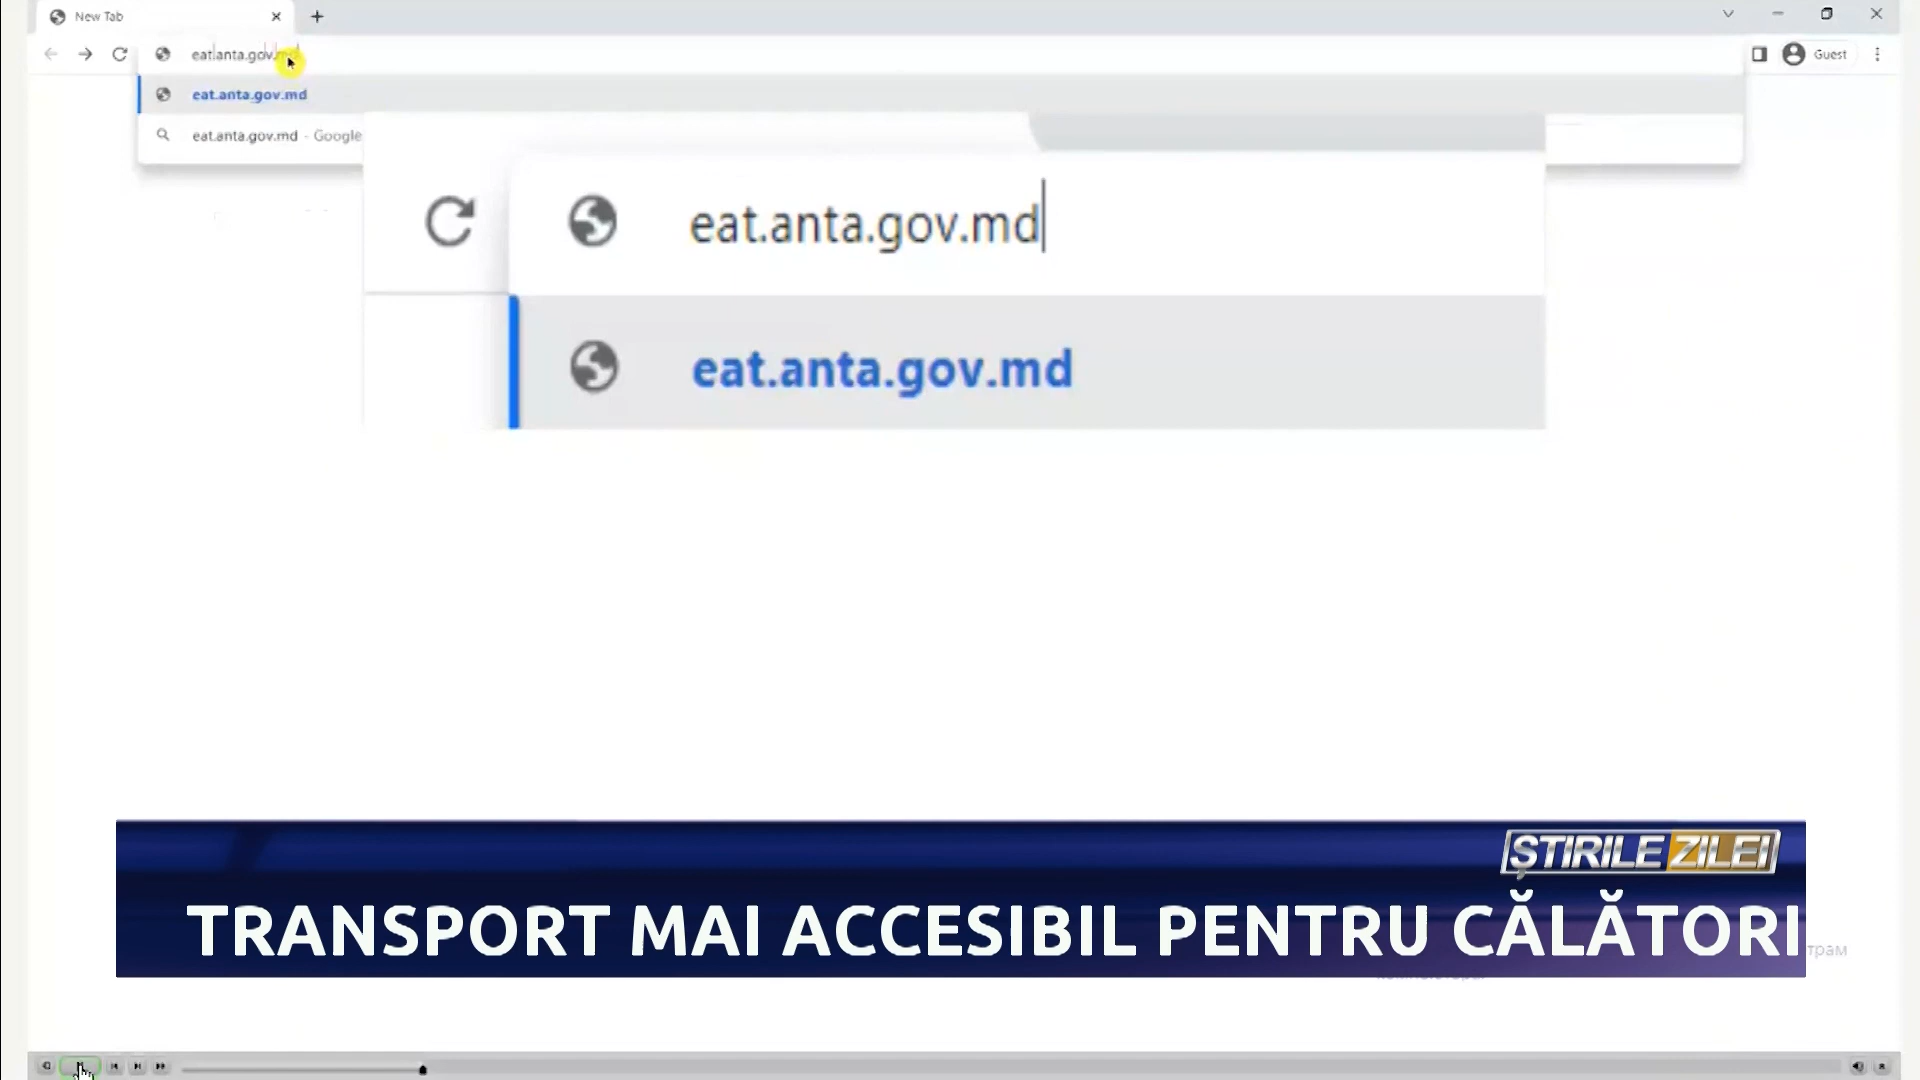 New Tab
eat.anta.gov.md
Guest
eat.anta.gov.md
eat.anta.gov.md - Google
eat.anta.gov.md
eat.anta.gov.md
ȘTIRILE ZILEI
TRANSPORT MAI ACCESIBIL PENTRU CĂLĂTORI